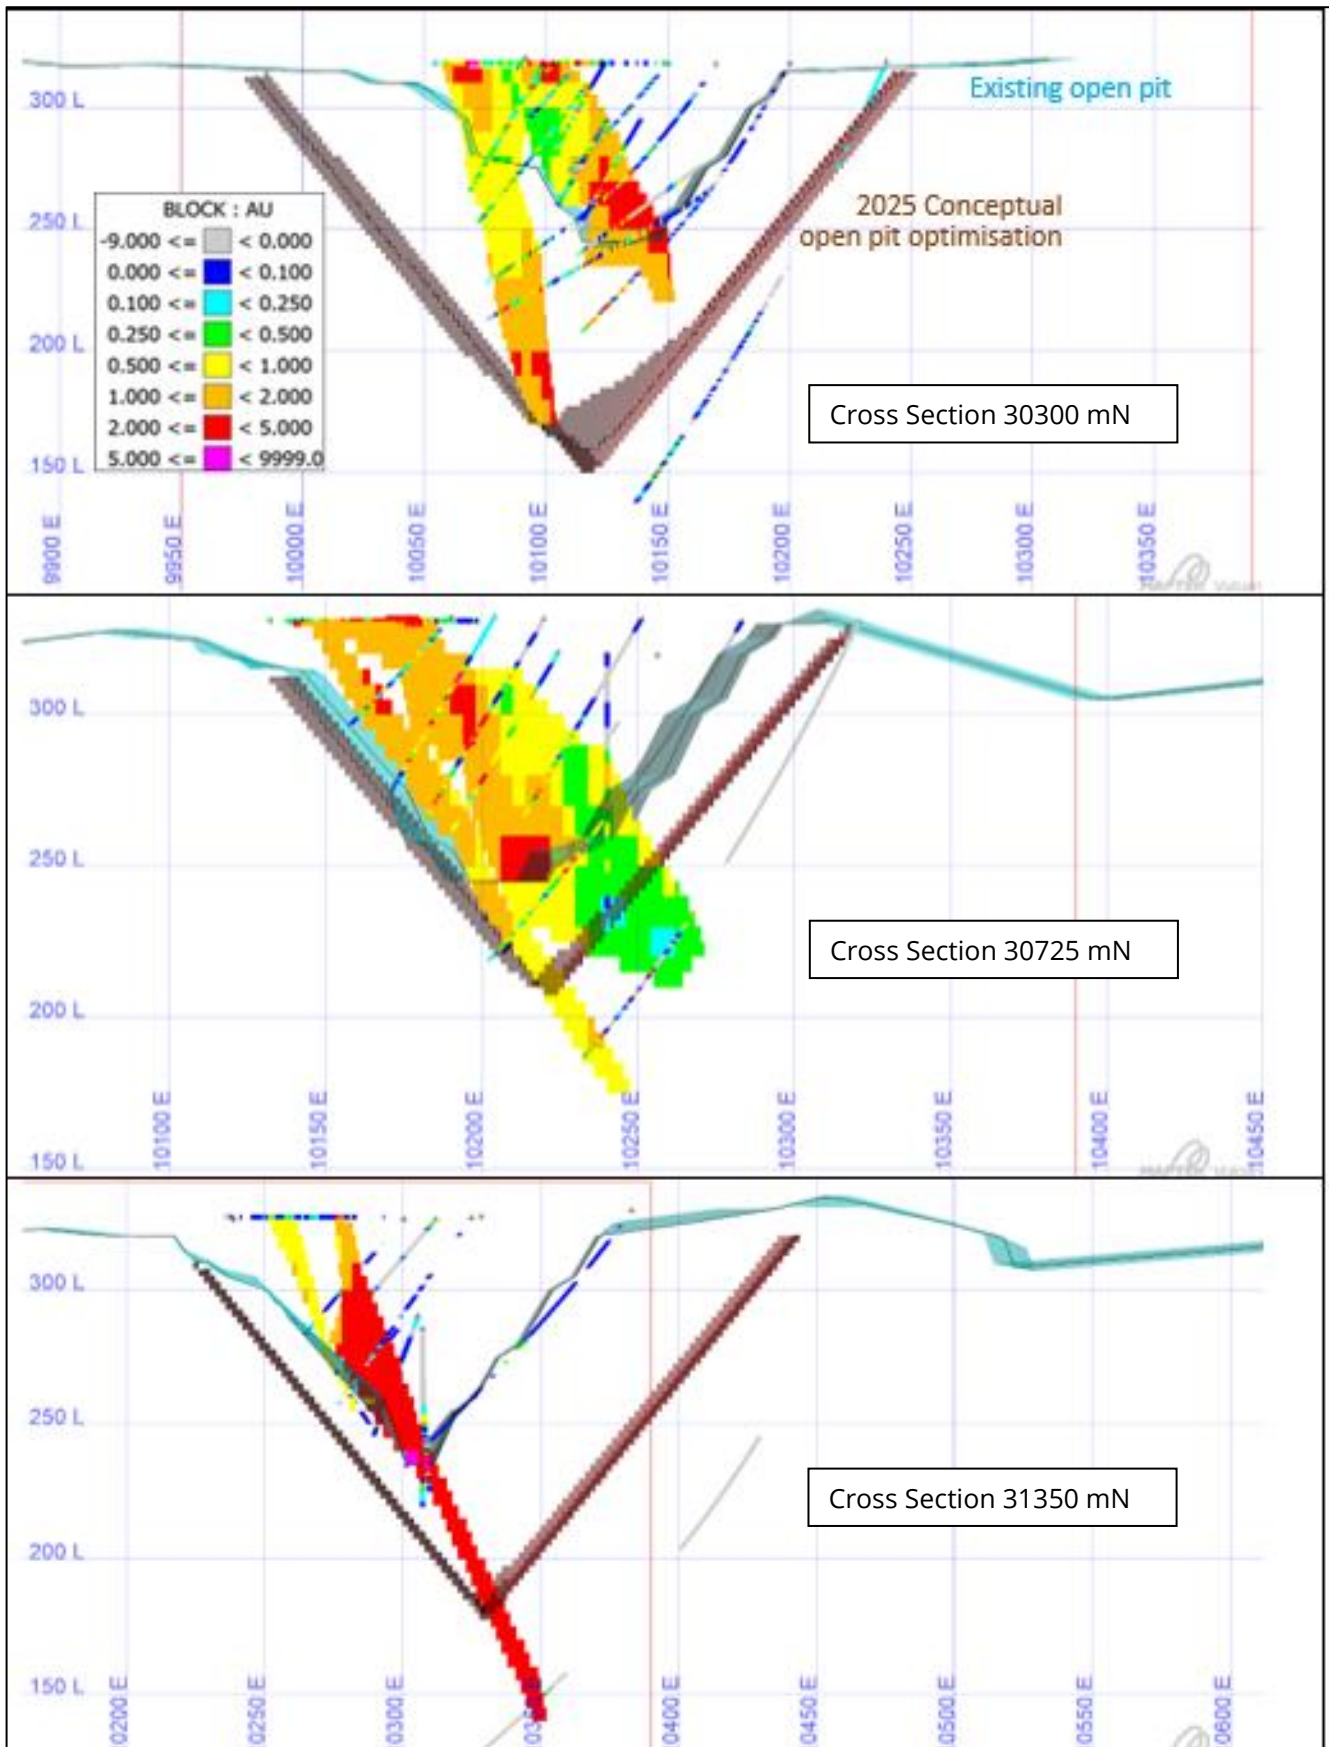 Existing open pit
300 L
2025 Conceptual
open pit optimisation
BLOCK : AU
250 L
-9.000 <= < 0.000
0.000 <= < 0.100
0.100 <= < 0.250
0.250 <= < 0.500
200 L
0.500 <= < 1.000
1.000 <= < 2.000
2.000 <= < 5.000
5.000 <= < 9999.0
Cross Section 30300 mN
150 L
9900 E
9950 E
10000 E
10050 E
10100 E
10150 E
10200 E
10250 E
10300 E
10350 E
300 L
250 L
Cross Section 30725 mN
200 L
10100 E
10150 E
10200 E
10250 E
10300 E
10350 E
10400 E
10450 E
150 L
300 L
250 L
Cross Section 31350 mN
200 L
150 L
0200 E
0250 E
0300 E
0400 E
0450 E
0500 E
0550 E
0600 E